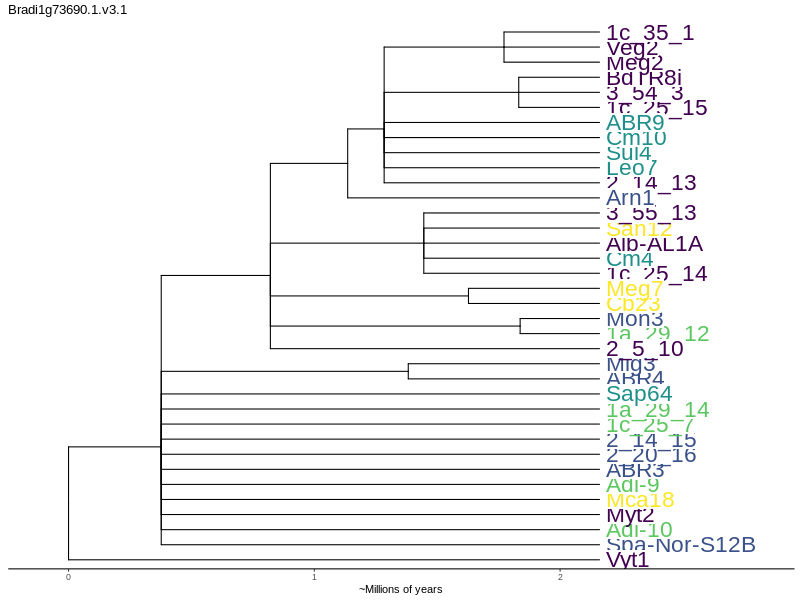 Bradi1g73690.1.v3.1
1c_35_1
Veg2
Meg2
BdTR8i
3_54_3
1c_25_15
ABR9
Cm10
Sul4
Leo7
2_14_13
Arn1
3_55_13
San12
Alb-AL1A
Cm4
1c_25_14
Meg7
Cb23
Mon3
1a_29_12
2_5_10
Mig3
ABR4
Sap64
1a_29_14
1c_25_7
2_14_15
2_20_16
ABR3
Adi-9
Mca18
Myt2
Adi-10
Spa-Nor-S12B
Vyt1
0 1 2
~Millions of years